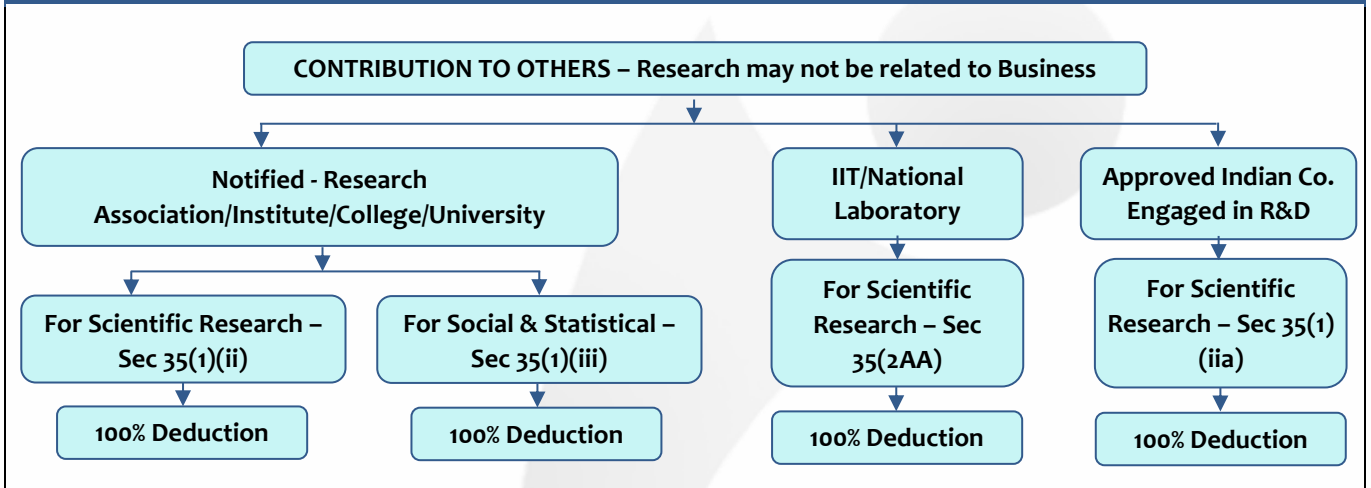 CONTRIBUTION TO OTHERS – Research may not be related to Business
Notified - Research
Association/Institute/College/University
IIT/National
Laboratory
Approved Indian Co.
Engaged in R&D
For Scientific Research –
Sec 35(1)(ii)
For Social & Statistical –
Sec 35(1)(iii)
For Scientific
Research – Sec
35(2AA)
For Scientific
Research – Sec 35(1)
(iia)
100% Deduction
100% Deduction
100% Deduction
100% Deduction